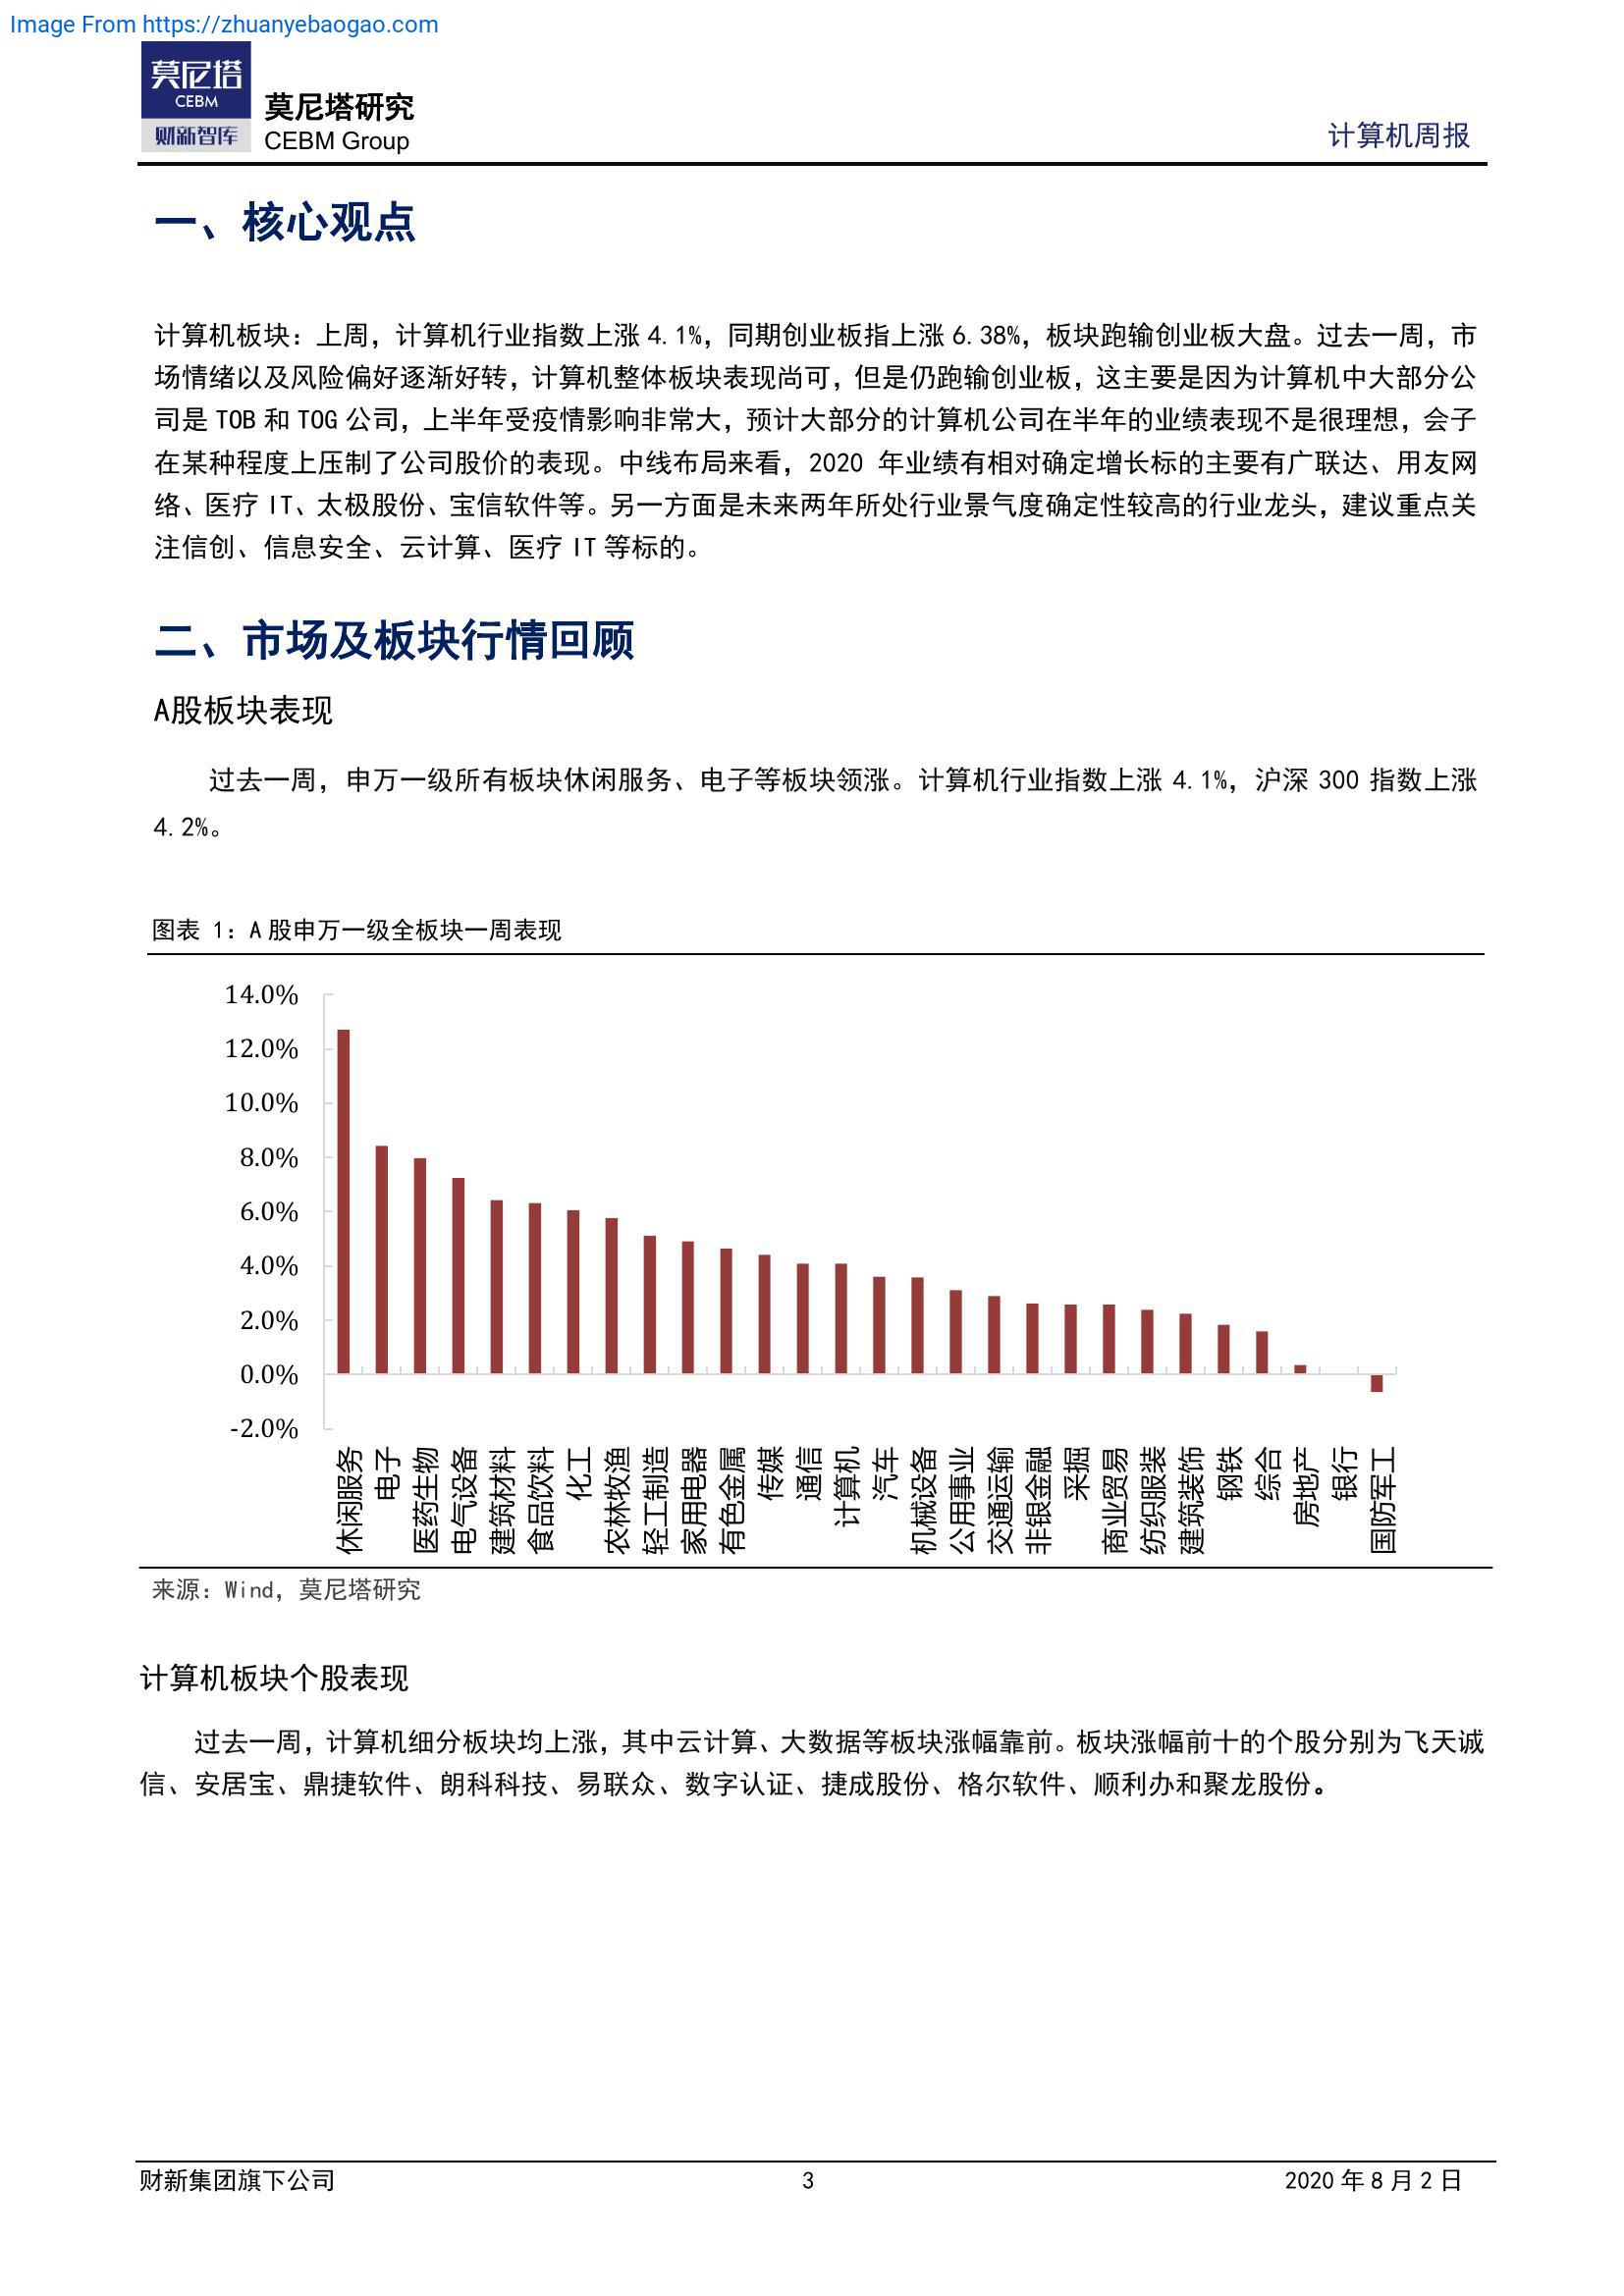 Image From https://zhuanyebaogao.com
莫尼塔
CEBM
财新智库
莫尼塔研究
CEBM Group
计算机周报
一、核心观点
计算机板块：上周，计算机行业指数上涨 4.1%，同期创业板指上涨 6.38%，板块跑输创业板大盘。过去一周，市
场情绪以及风险偏好逐渐好转，计算机整体板块表现尚可，但是仍跑输创业板，这主要是因为计算机中大部分公
司是 TOB 和 TOG 公司，上半年受疫情影响非常大，预计大部分的计算机公司在半年的业绩表现不是很理想，会子
在某种程度上压制了公司股价的表现。中线布局来看，2020 年业绩有相对确定增长标的主要有广联达、用友网
络、医疗 IT、太极股份、宝信软件等。另一方面是未来两年所处行业景气度确定性较高的行业龙头，建议重点关
注信创、信息安全、云计算、医疗 IT 等标的。
二、市场及板块行情回顾
A股板块表现
过去一周，申万一级所有板块休闲服务、电子等板块领涨。计算机行业指数上涨 4.1%，沪深 300 指数上涨
4.2%。
图表 1：A 股申万一级全板块一周表现
14.0%
12.0%
10.0%
8.0%
6.0%
4.0%
2.0%
0.0%
-2.0%
休闲服务
电子
医药生物
电气设备
建筑材料
食品饮料
化工
农林牧渔
轻工制造
家用电器
有色金属
传媒
通信
计算机
汽车
机械设备
公用事业
交通运输
非银金融
采掘
商业贸易
纺织服装
建筑装饰
钢铁
综合
房地产
银行
国防军工
来源：Wind，莫尼塔研究
计算机板块个股表现
过去一周，计算机细分板块均上涨，其中云计算、大数据等板块涨幅靠前。板块涨幅前十的个股分别为飞天诚
信、安居宝、鼎捷软件、朗科科技、易联众、数字认证、捷成股份、格尔软件、顺利办和聚龙股份。
财新集团旗下公司
3
2020 年 8 月 2 日